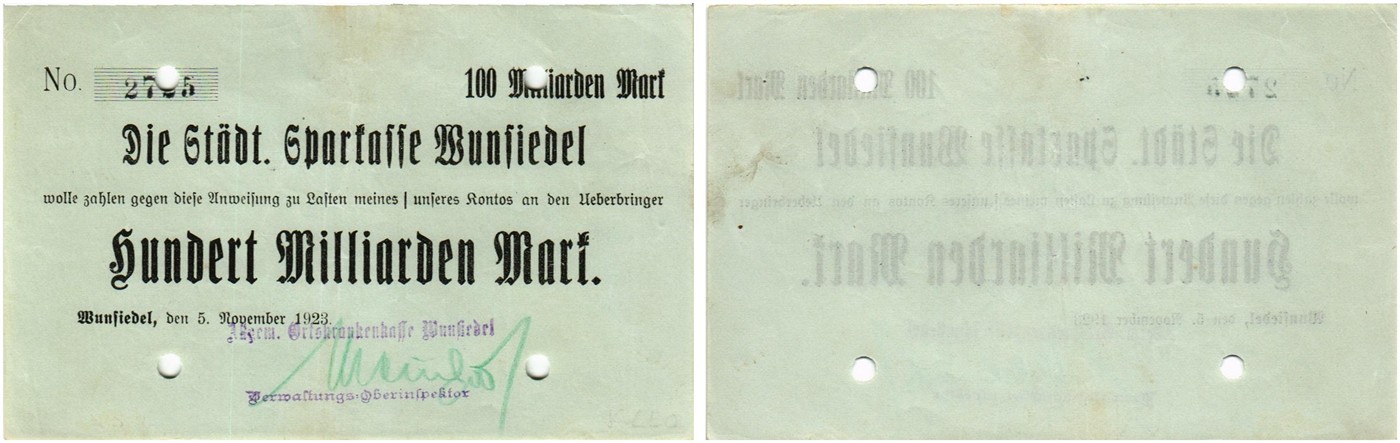 No. 2725
100 Milliarden Mark
Die Städt. Sparkasse Wunsiedel
wolle zahlen gegen diese Anweisung zu Lasten meines | unseres Kontos an den Ueberbringer
Hundert Milliarden Mark.
Wunsiedel, den 5. November 1923.
Allgem. Ortskrankenkasse Wunsiedel
Verwaltungs-Oberinspektor